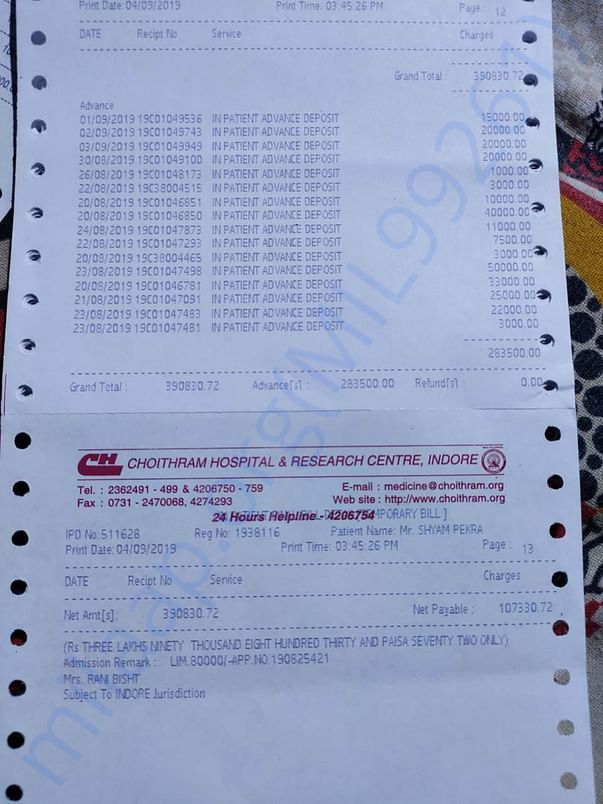 Print Date: 04/09/2019 Print Time: 03:45:26 PM Page: 12
DATE Recipt No Service Charges
Grand Total : 390830.72
Advance
01/09/2019 19C01049536 IN PATIENT ADVANCE DEPOSIT 15000.00
02/09/2019 19C01049743 IN PATIENT ADVANCE DEPOSIT 20000.00
03/09/2019 19C01049949 IN PATIENT ADVANCE DEPOSIT 20000.00
30/08/2019 19C01049100 IN PATIENT ADVANCE DEPOSIT 20000.00
26/08/2019 19C01048173 IN PATIENT ADVANCE DEPOSIT 1000.00
22/08/2019 19C38004515 IN PATIENT ADVANCE DEPOSIT 3000.00
20/08/2019 19C01046851 IN PATIENT ADVANCE DEPOSIT 10000.00
20/08/2019 19C01046850 IN PATIENT ADVANCE DEPOSIT 40000.00
24/08/2019 19C01047873 IN PATIENT ADVANCE DEPOSIT 11000.00
22/08/2019 19C01047293 IN PATIENT ADVANCE DEPOSIT 7500.00
20/08/2019 19C38004465 IN PATIENT ADVANCE DEPOSIT 3000.00
23/08/2019 19C01047498 IN PATIENT ADVANCE DEPOSIT 50000.00
20/08/2019 19C01046781 IN PATIENT ADVANCE DEPOSIT 33000.00
21/08/2019 19C01047091 IN PATIENT ADVANCE DEPOSIT 25000.00
23/08/2019 19C01047483 IN PATIENT ADVANCE DEPOSIT 22000.00
23/08/2019 19C01047481 IN PATIENT ADVANCE DEPOSIT 3000.00
283500.00
Grand Total : 390830.72 Advance[s] : 283500.00 Refund[s] : 0.00
CH CHOITHRAM HOSPITAL & RESEARCH CENTRE, INDORE
Tel. : 2362491 - 499 & 4206750 - 759 E-mail : medicine@choithram.org
Fax : 0731 - 2470068, 4274293 Web site : http://www.choithram.org
24 Hours Helpline - 4206754 TEMPORARY BILL ]
IPD No: 511628 Reg No: 1938116 Patient Name: Mr. SHYAM PEKRA
Print Date: 04/09/2019 Print Time: 03:45:26 PM Page : 13
DATE Recipt No Service Charges
Net Amt[s]: 390830.72 Net Payable : 107330.72
(Rs THREE LAKHS NINETY THOUSAND EIGHT HUNDRED THIRTY AND PAISA SEVENTY TWO ONLY)
Admission Remark : LIM.80000/-APP.NO.190825421
Mrs. RANI BISHT
Subject To INDORE Jurisdiction